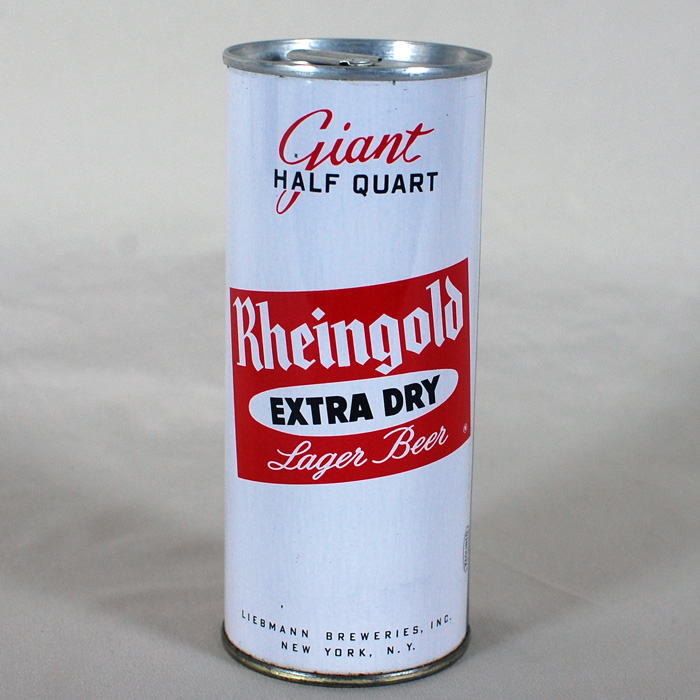 Giant
HALF QUART
Rheingold
EXTRA DRY
Lager Beer
®
LIEBMANN BREWERIES, INC.
NEW YORK, N.Y.